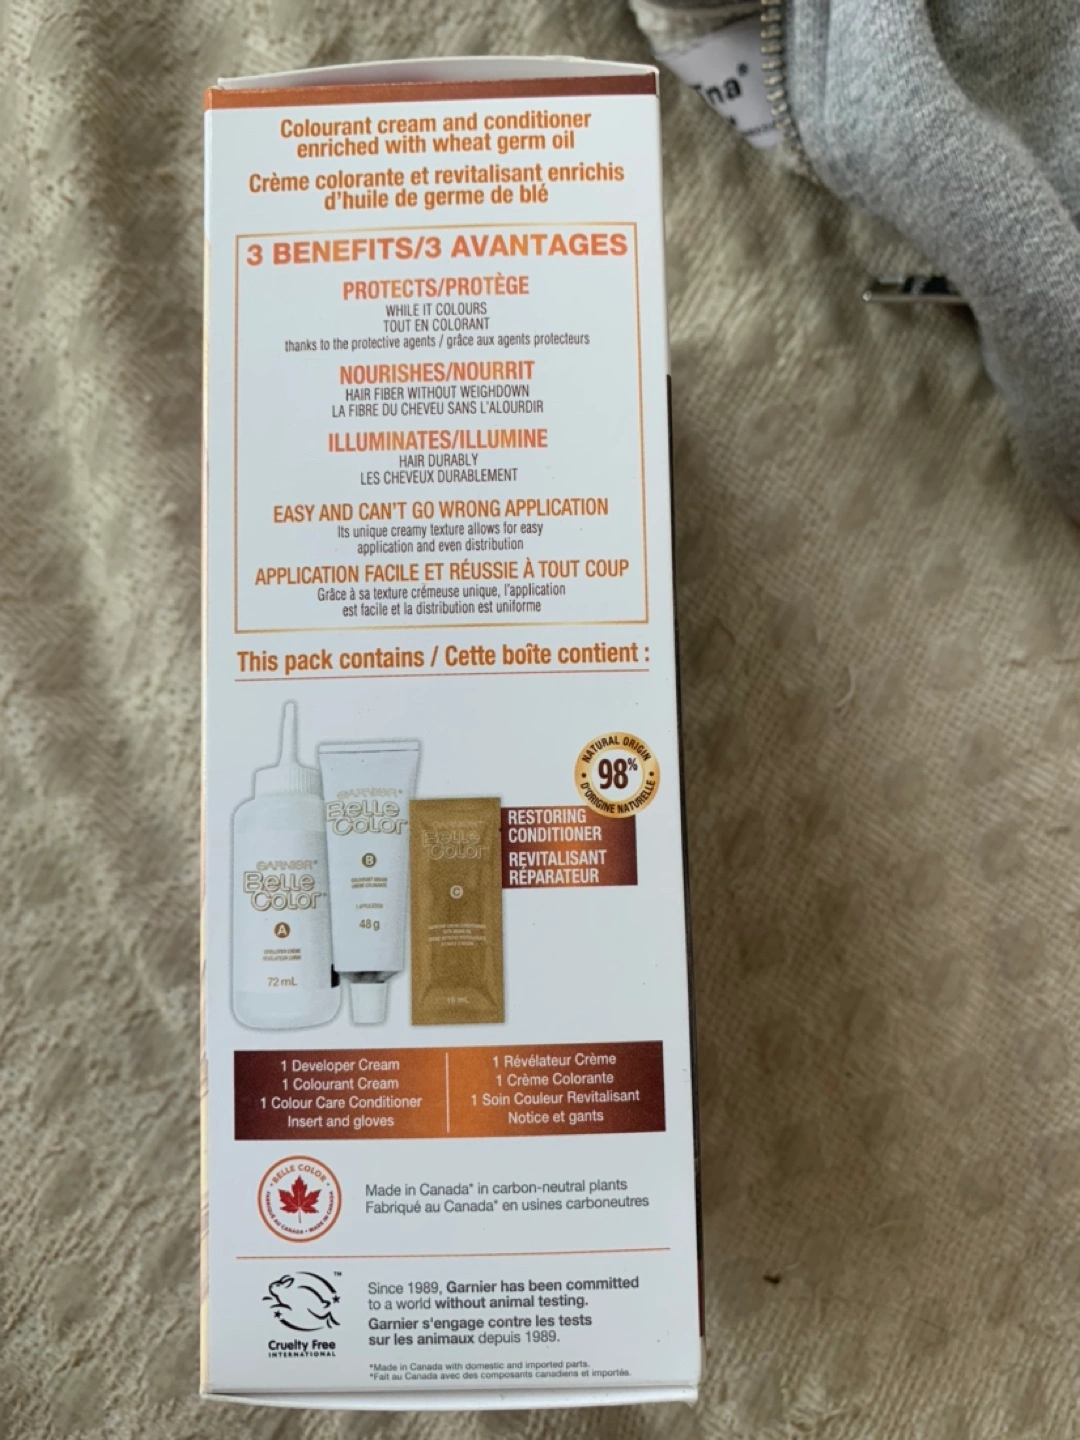 Colourant cream and conditioner
enriched with wheat germ oil
Crème colorante et revitalisant enrichis
d'huile de germe de blé
3 BENEFITS/3 AVANTAGES
PROTECTS/PROTÈGE
WHILE IT COLOURS
TOUT EN COLORANT
thanks to the protective agents / grâce aux agents protecteurs
NOURISHES/NOURRIT
HAIR FIBER WITHOUT WEIGHDOWN
LA FIBRE DU CHEVEU SANS L'ALOURDIR
ILLUMINATES/ILLUMINE
HAIR DURABLY
LES CHEVEUX DURABLEMENT
EASY AND CAN'T GO WRONG APPLICATION
Its unique creamy texture allows for easy
application and even distribution
APPLICATION FACILE ET RÉUSSIE À TOUT COUP
Grâce à sa texture crémeuse unique, l'application
est facile et la distribution est uniforme
This pack contains / Cette boîte contient :
NATURAL ORIGIN
98%
D'ORIGINE NATURELLE
GARNIER
Belle
Color
A
72 mL
GARNIER
Belle
Color
B
48 g
Belle
Color
C
RESTORING
CONDITIONER
REVITALISANT
RÉPARATEUR
1 Developer Cream
1 Colourant Cream
1 Colour Care Conditioner
Insert and gloves
1 Révélateur Crème
1 Crème Colorante
1 Soin Couleur Revitalisant
Notice et gants
BELLE COLOR
FABRIQUÉ AU CANADA • MADE IN CANADA
Made in Canada* in carbon-neutral plants
Fabriqué au Canada* en usines carboneutres
TM
Cruelty Free
INTERNATIONAL
Since 1989, Garnier has been committed
to a world without animal testing.
Garnier s'engage contre les tests
sur les animaux depuis 1989.
*Made in Canada with domestic and imported parts.
*Fait au Canada avec des composants canadiens et importés.